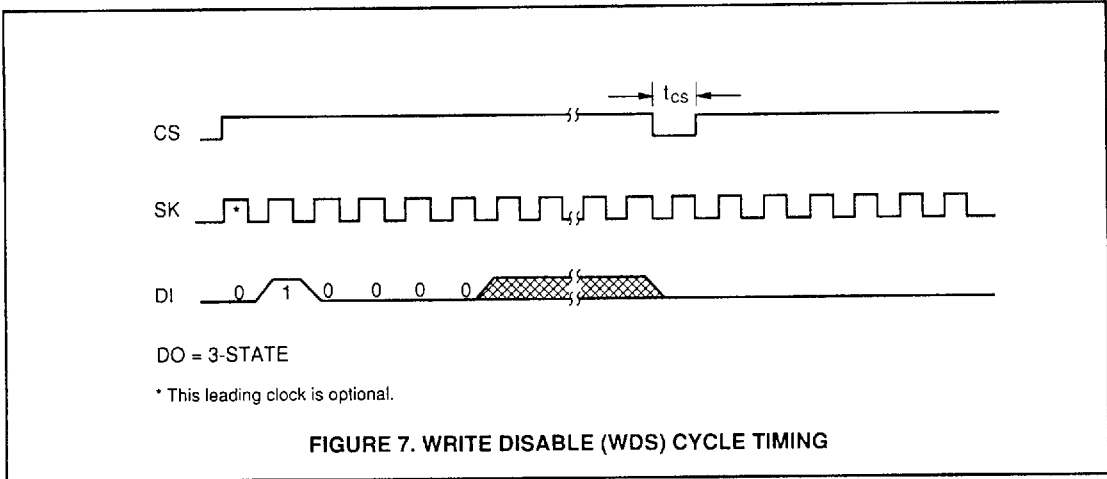 tCS
CS
SK
*
DI 0 1 0 0 0 0
DO = 3-STATE
* This leading clock is optional.
FIGURE 7. WRITE DISABLE (WDS) CYCLE TIMING